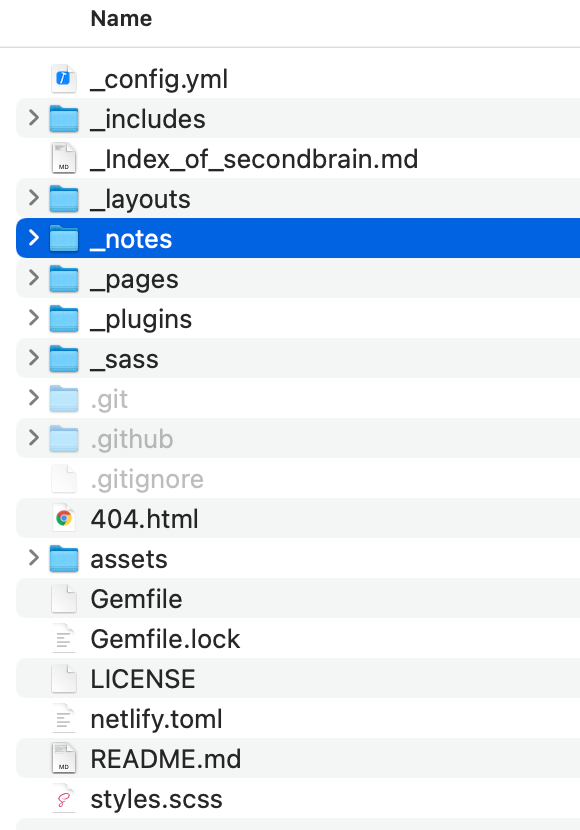 Name
_config.yml
_includes
MD
_Index_of_secondbrain.md
_layouts
_notes
_pages
_plugins
_sass
.git
.github
.gitignore
404.html
assets
Gemfile
Gemfile.lock
LICENSE
netlify.toml
MD
README.md
styles.scss